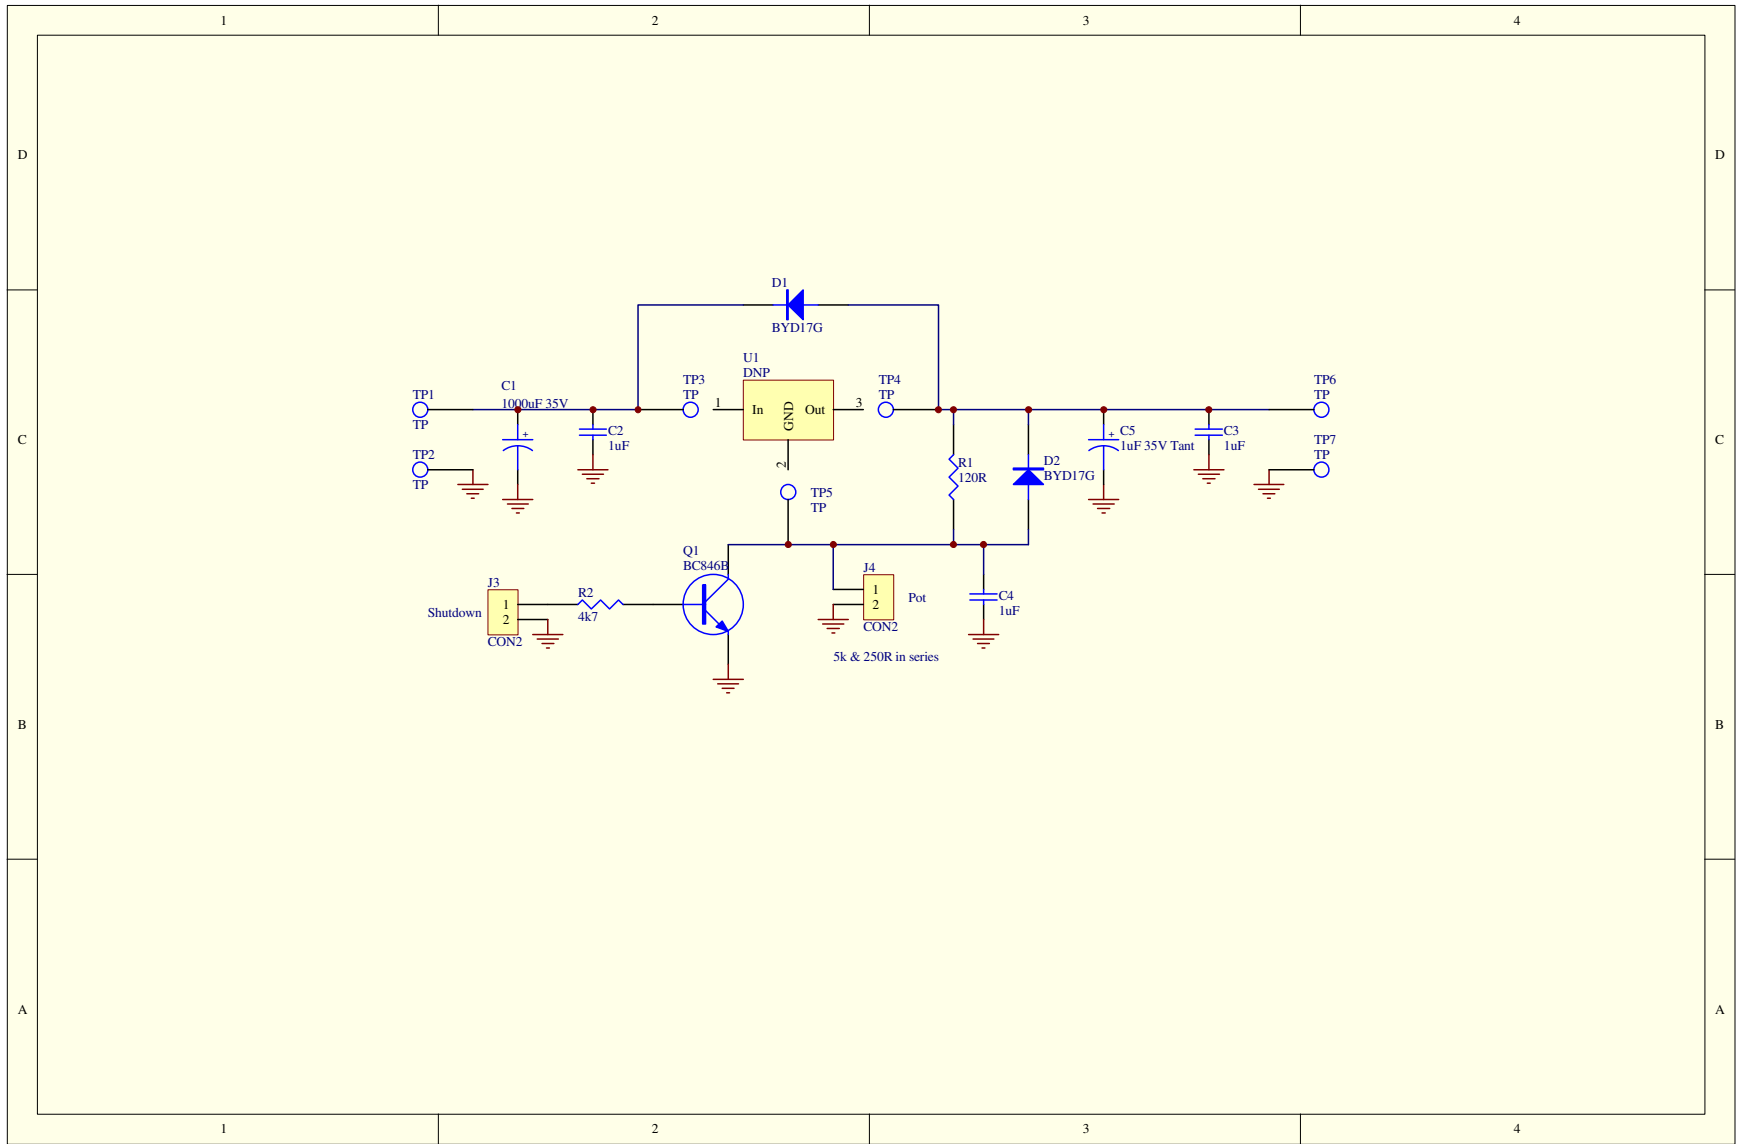 1 2 3 4
D D
D1
BYD17G
U1
DNP
TP3
TP
TP4
TP
TP6
TP
C1
1000uF 35V
TP1
TP
1 In GND Out 3
2
C C
C2
1uF
C5
1uF 35V Tant
C3
1uF
TP7
TP
TP2
TP
R1
120R
D2
BYD17G
TP5
TP
+
+
Q1
BC846B
J3
Shutdown
1
2
CON2
R2
4k7
J4
1
2
CON2
Pot
C4
1uF
5k & 250R in series
B B
A A
1 2 3 4